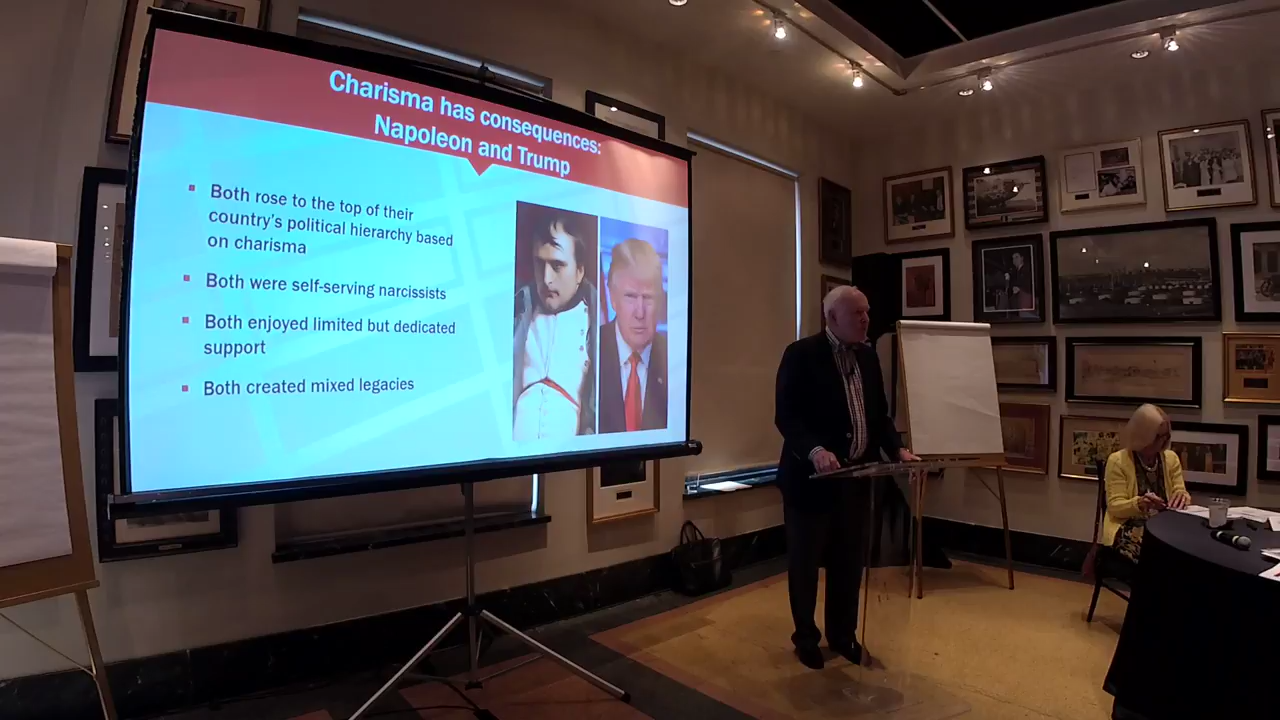 Charisma has consequences:
Napoleon and Trump
▪ Both rose to the top of their
country's political hierarchy based
on charisma
▪ Both were self-serving narcissists
▪ Both enjoyed limited but dedicated
support
▪ Both created mixed legacies